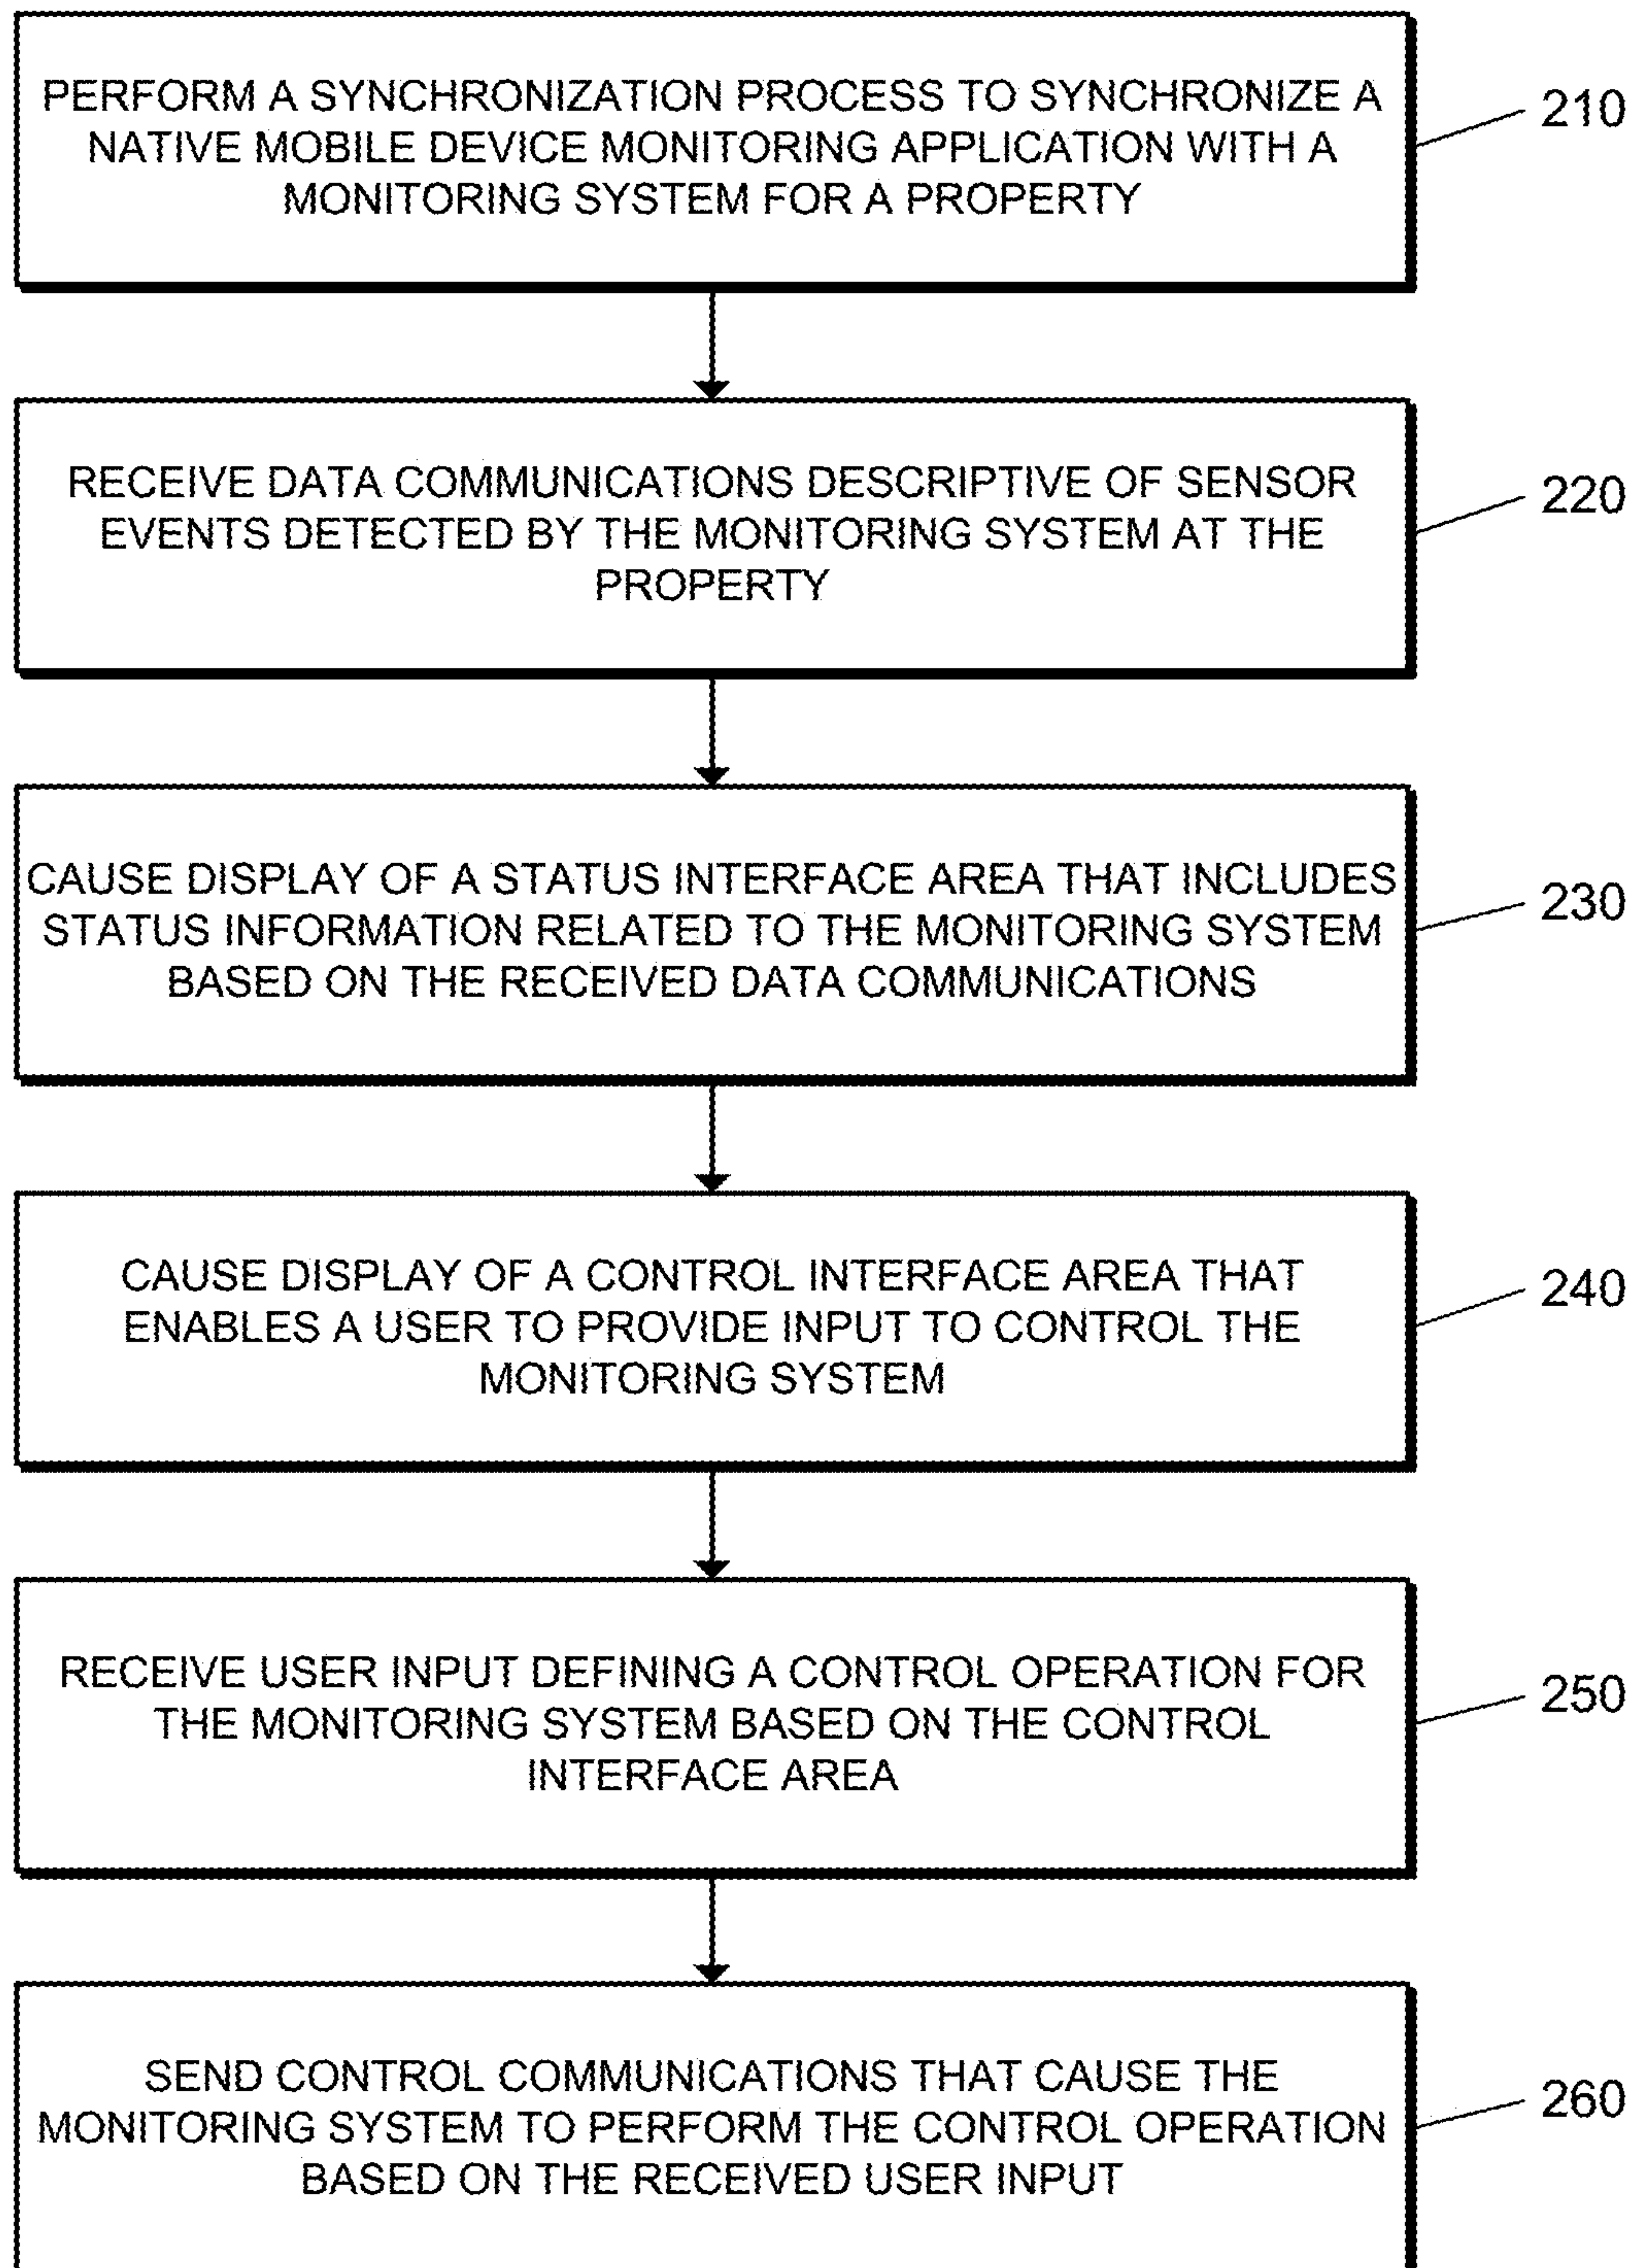 PERFORM A SYNCHRONIZATION PROCESS TO SYNCHRONIZE A
NATIVE MOBILE DEVICE MONITORING APPLICATION WITH A
MONITORING SYSTEM FOR A PROPERTY
210
RECEIVE DATA COMMUNICATIONS DESCRIPTIVE OF SENSOR
EVENTS DETECTED BY THE MONITORING SYSTEM AT THE
PROPERTY
220
CAUSE DISPLAY OF A STATUS INTERFACE AREA THAT INCLUDES
STATUS INFORMATION RELATED TO THE MONITORING SYSTEM
BASED ON THE RECEIVED DATA COMMUNICATIONS
230
CAUSE DISPLAY OF A CONTROL INTERFACE AREA THAT
ENABLES A USER TO PROVIDE INPUT TO CONTROL THE
MONITORING SYSTEM
240
RECEIVE USER INPUT DEFINING A CONTROL OPERATION FOR
THE MONITORING SYSTEM BASED ON THE CONTROL
INTERFACE AREA
250
SEND CONTROL COMMUNICATIONS THAT CAUSE THE
MONITORING SYSTEM TO PERFORM THE CONTROL OPERATION
BASED ON THE RECEIVED USER INPUT
260